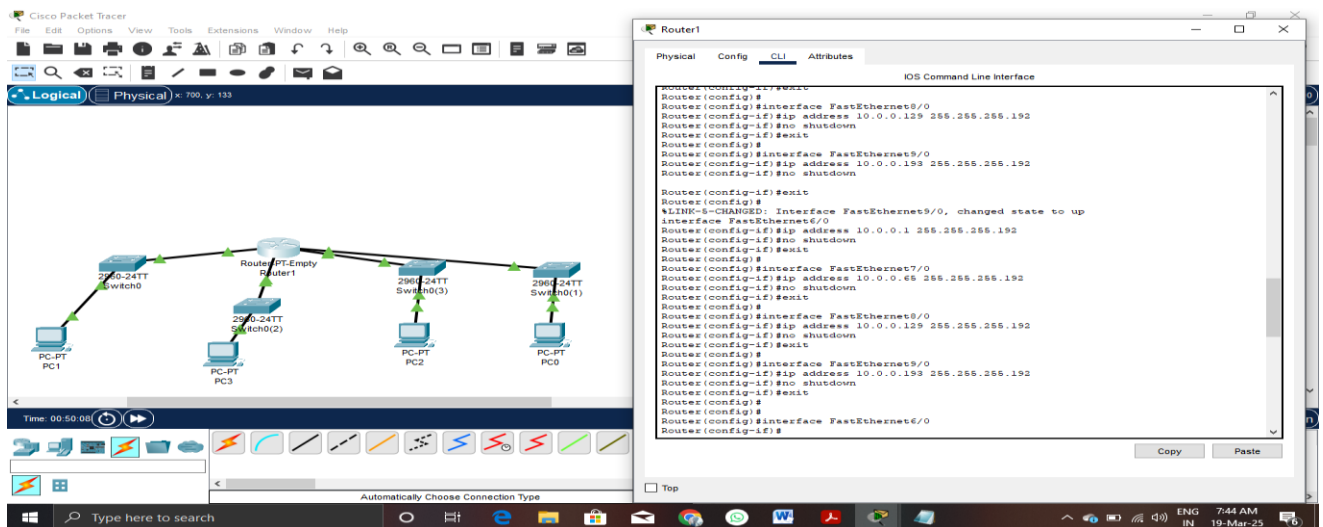 Cisco Packet Tracer
File Edit Options View Tools Extensions Window Help
Logical Physical x: 700, y: 133
Router-PT-Empty
Router1
2960-24TT
Switch0
2960-24TT
Switch0(3)
2960-24TT
Switch0(1)
2960-24TT
Switch0(2)
PC-PT
PC1
PC-PT
PC3
PC-PT
PC2
PC-PT
PC0
Time: 00:50:08
Automatically Choose Connection Type
Router1
Physical Config CLI Attributes
IOS Command Line Interface
Router(config-if)#exit
Router(config)#
Router(config)#interface FastEthernet8/0
Router(config-if)#ip address 10.0.0.129 255.255.255.192
Router(config-if)#no shutdown
Router(config-if)#exit
Router(config)#
Router(config)#interface FastEthernet9/0
Router(config-if)#ip address 10.0.0.193 255.255.255.192
Router(config-if)#no shutdown
Router(config-if)#exit
Router(config)#
%LINK-5-CHANGED: Interface FastEthernet9/0, changed state to up
interface FastEthernet6/0
Router(config-if)#ip address 10.0.0.1 255.255.255.192
Router(config-if)#no shutdown
Router(config-if)#exit
Router(config)#
Router(config)#interface FastEthernet7/0
Router(config-if)#ip address 10.0.0.65 255.255.255.192
Router(config-if)#no shutdown
Router(config-if)#exit
Router(config)#
Router(config)#interface FastEthernet8/0
Router(config-if)#ip address 10.0.0.129 255.255.255.192
Router(config-if)#no shutdown
Router(config-if)#exit
Router(config)#
Router(config)#interface FastEthernet9/0
Router(config-if)#ip address 10.0.0.193 255.255.255.192
Router(config-if)#no shutdown
Router(config-if)#exit
Router(config)#
Router(config)#
Router(config)#interface FastEthernet6/0
Router(config-if)#
Copy Paste
Top
Type here to search
ENG
IN
7:44 AM
19-Mar-25